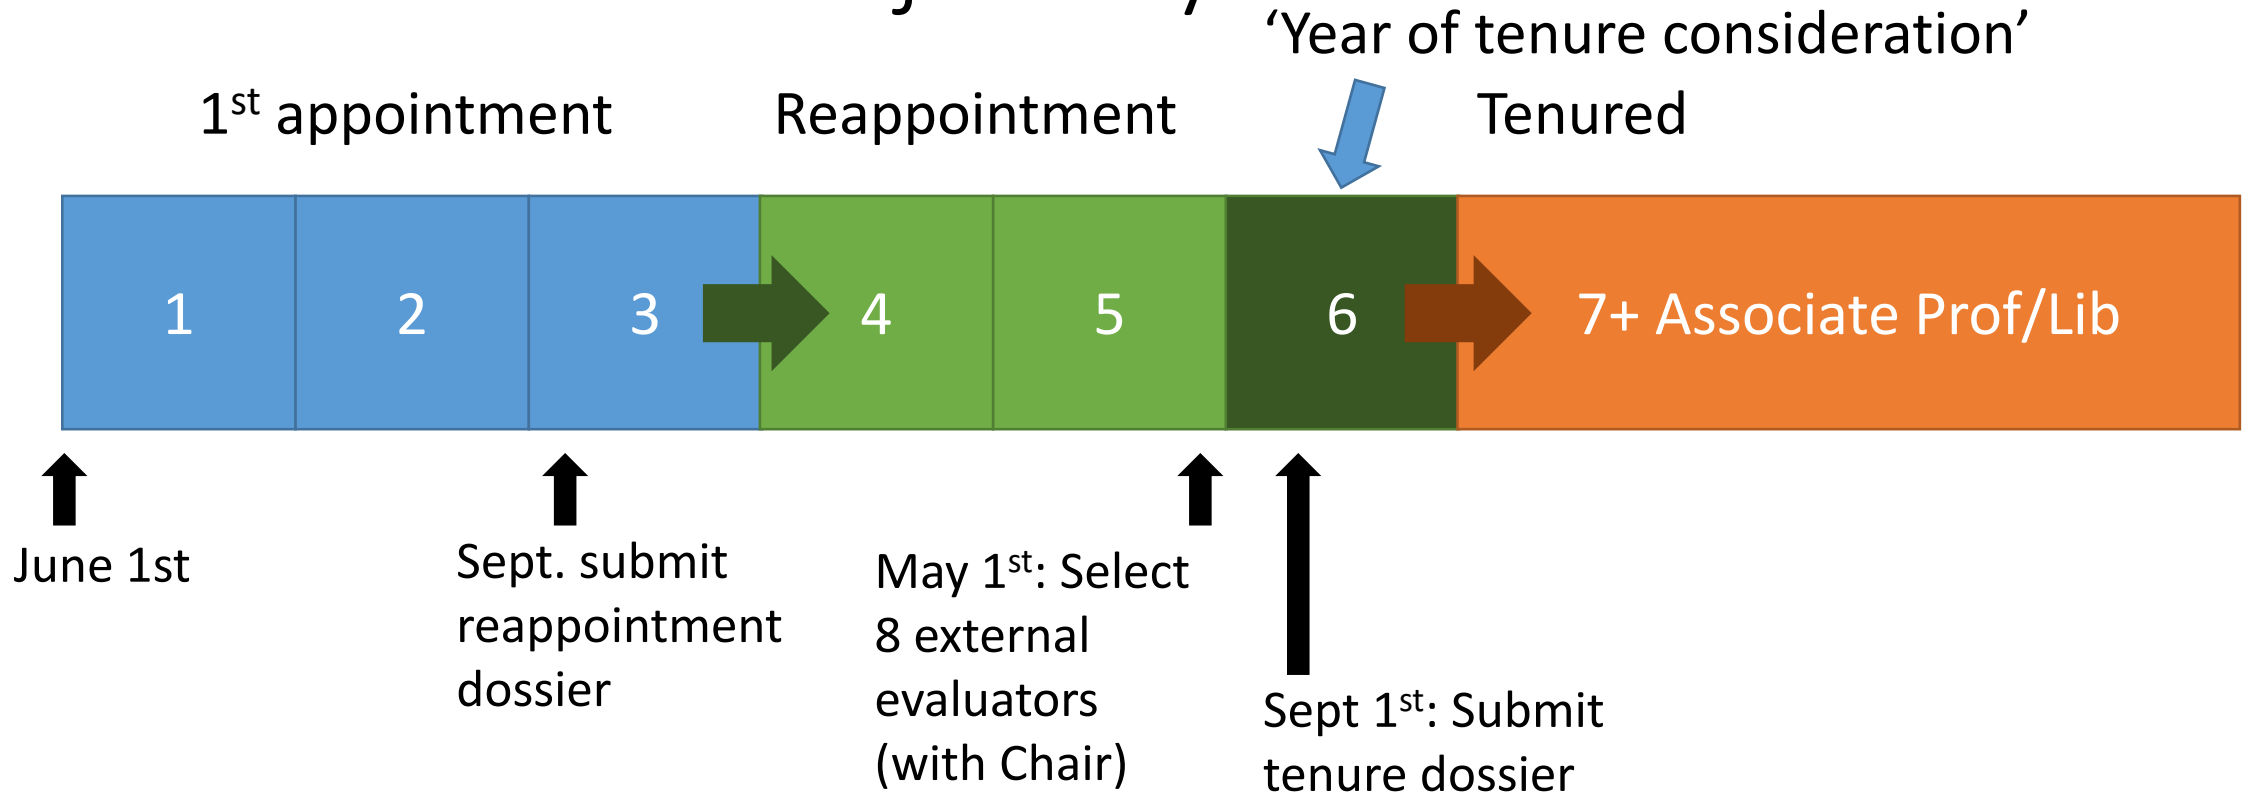 ‘Year of tenure consideration’
1st appointment
Reappointment
Tenured
1
2
3
4
5
6
7+ Associate Prof/Lib
June 1st
Sept. submit
reappointment
dossier
May 1st: Select
8 external
evaluators
(with Chair)
Sept 1st: Submit
tenure dossier